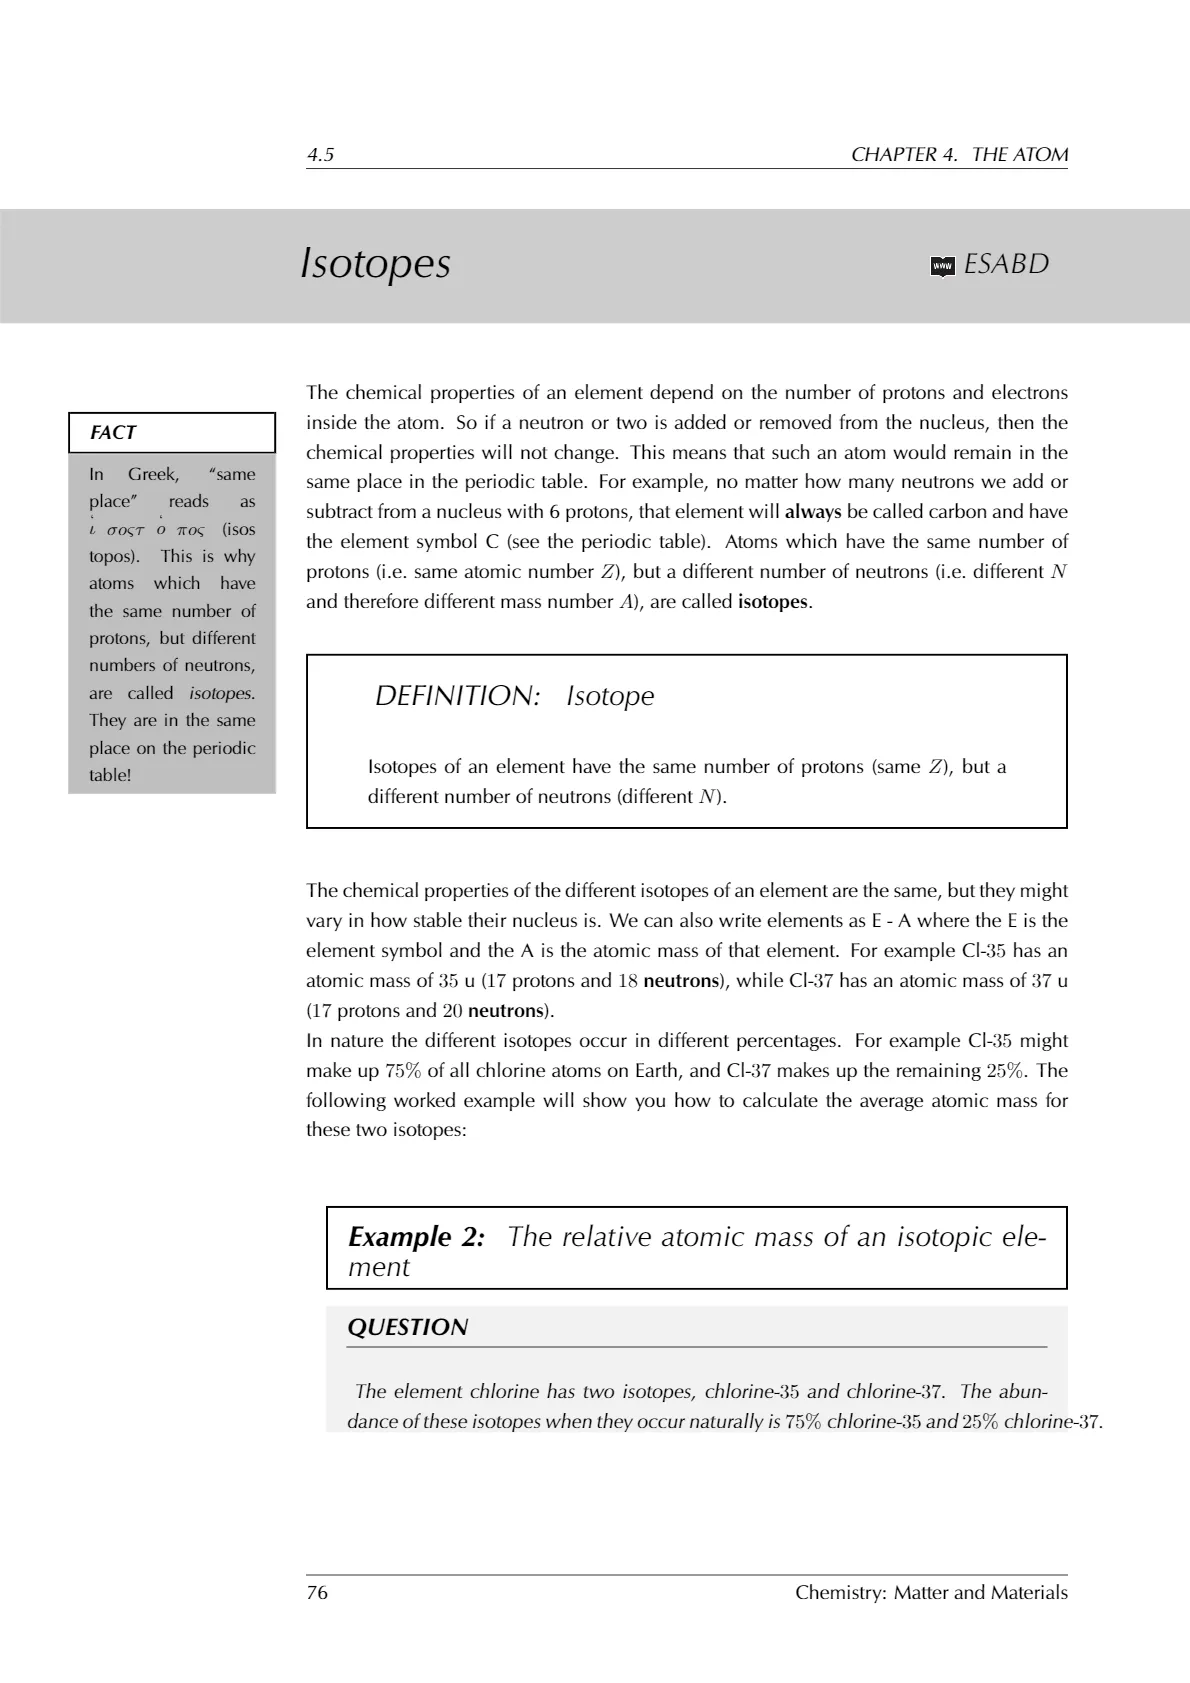 4.5 CHAPTER 4. THE ATOM
Isotopes
www ESABD
FACT
In Greek, “same
place” reads as
ἱ σοςτ ὁ πος (isos
topos). This is why
atoms which have
the same number of
protons, but different
numbers of neutrons,
are called isotopes.
They are in the same
place on the periodic
table!
The chemical properties of an element depend on the number of protons and electrons
inside the atom. So if a neutron or two is added or removed from the nucleus, then the
chemical properties will not change. This means that such an atom would remain in the
same place in the periodic table. For example, no matter how many neutrons we add or
subtract from a nucleus with 6 protons, that element will always be called carbon and have
the element symbol C (see the periodic table). Atoms which have the same number of
protons (i.e. same atomic number Z), but a different number of neutrons (i.e. different N
and therefore different mass number A), are called isotopes.
DEFINITION: Isotope
Isotopes of an element have the same number of protons (same Z), but a
different number of neutrons (different N).
The chemical properties of the different isotopes of an element are the same, but they might
vary in how stable their nucleus is. We can also write elements as E - A where the E is the
element symbol and the A is the atomic mass of that element. For example Cl-35 has an
atomic mass of 35 u (17 protons and 18 neutrons), while Cl-37 has an atomic mass of 37 u
(17 protons and 20 neutrons).
In nature the different isotopes occur in different percentages. For example Cl-35 might
make up 75% of all chlorine atoms on Earth, and Cl-37 makes up the remaining 25%. The
following worked example will show you how to calculate the average atomic mass for
these two isotopes:
Example 2: The relative atomic mass of an isotopic ele-
ment
QUESTION
The element chlorine has two isotopes, chlorine-35 and chlorine-37. The abun-
dance of these isotopes when they occur naturally is 75% chlorine-35 and 25% chlorine-37.
76 Chemistry: Matter and Materials